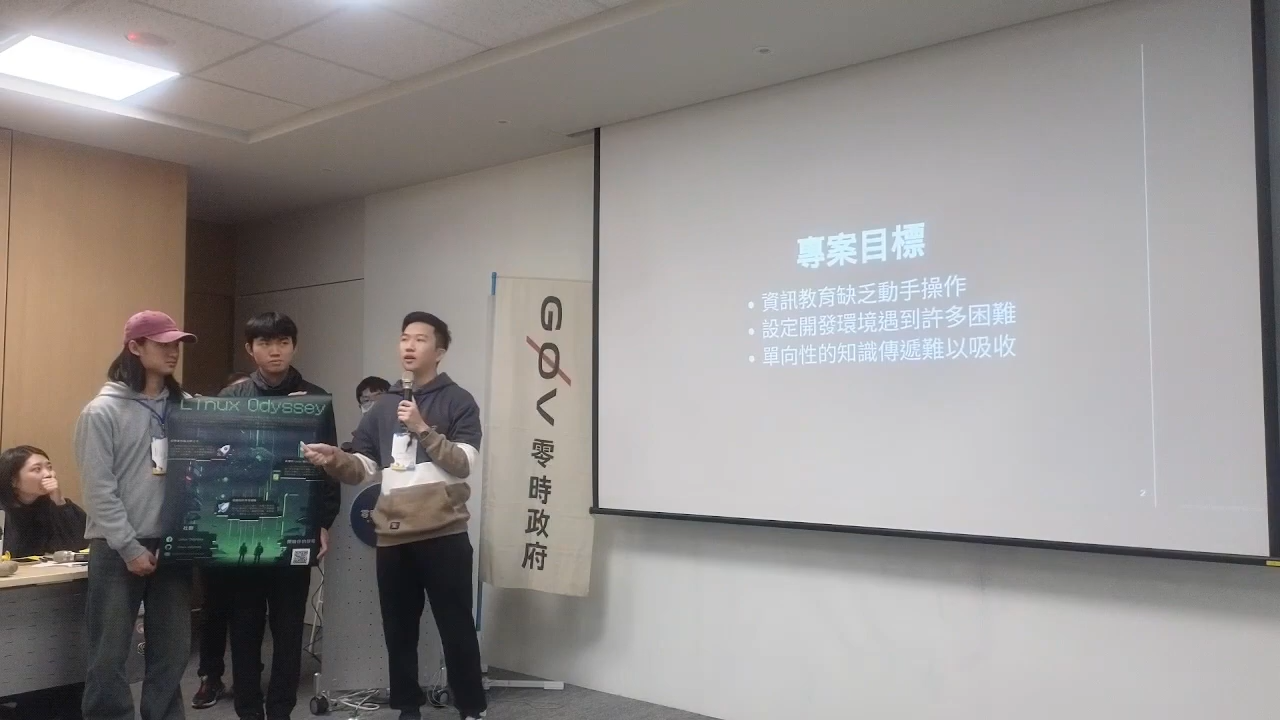 專案目標
• 資訊教育缺乏動手操作
• 設定開發環境遇到許多困難
• 單向性的知識傳遞難以吸收
2
G0V
零時政府
Linux Odyssey